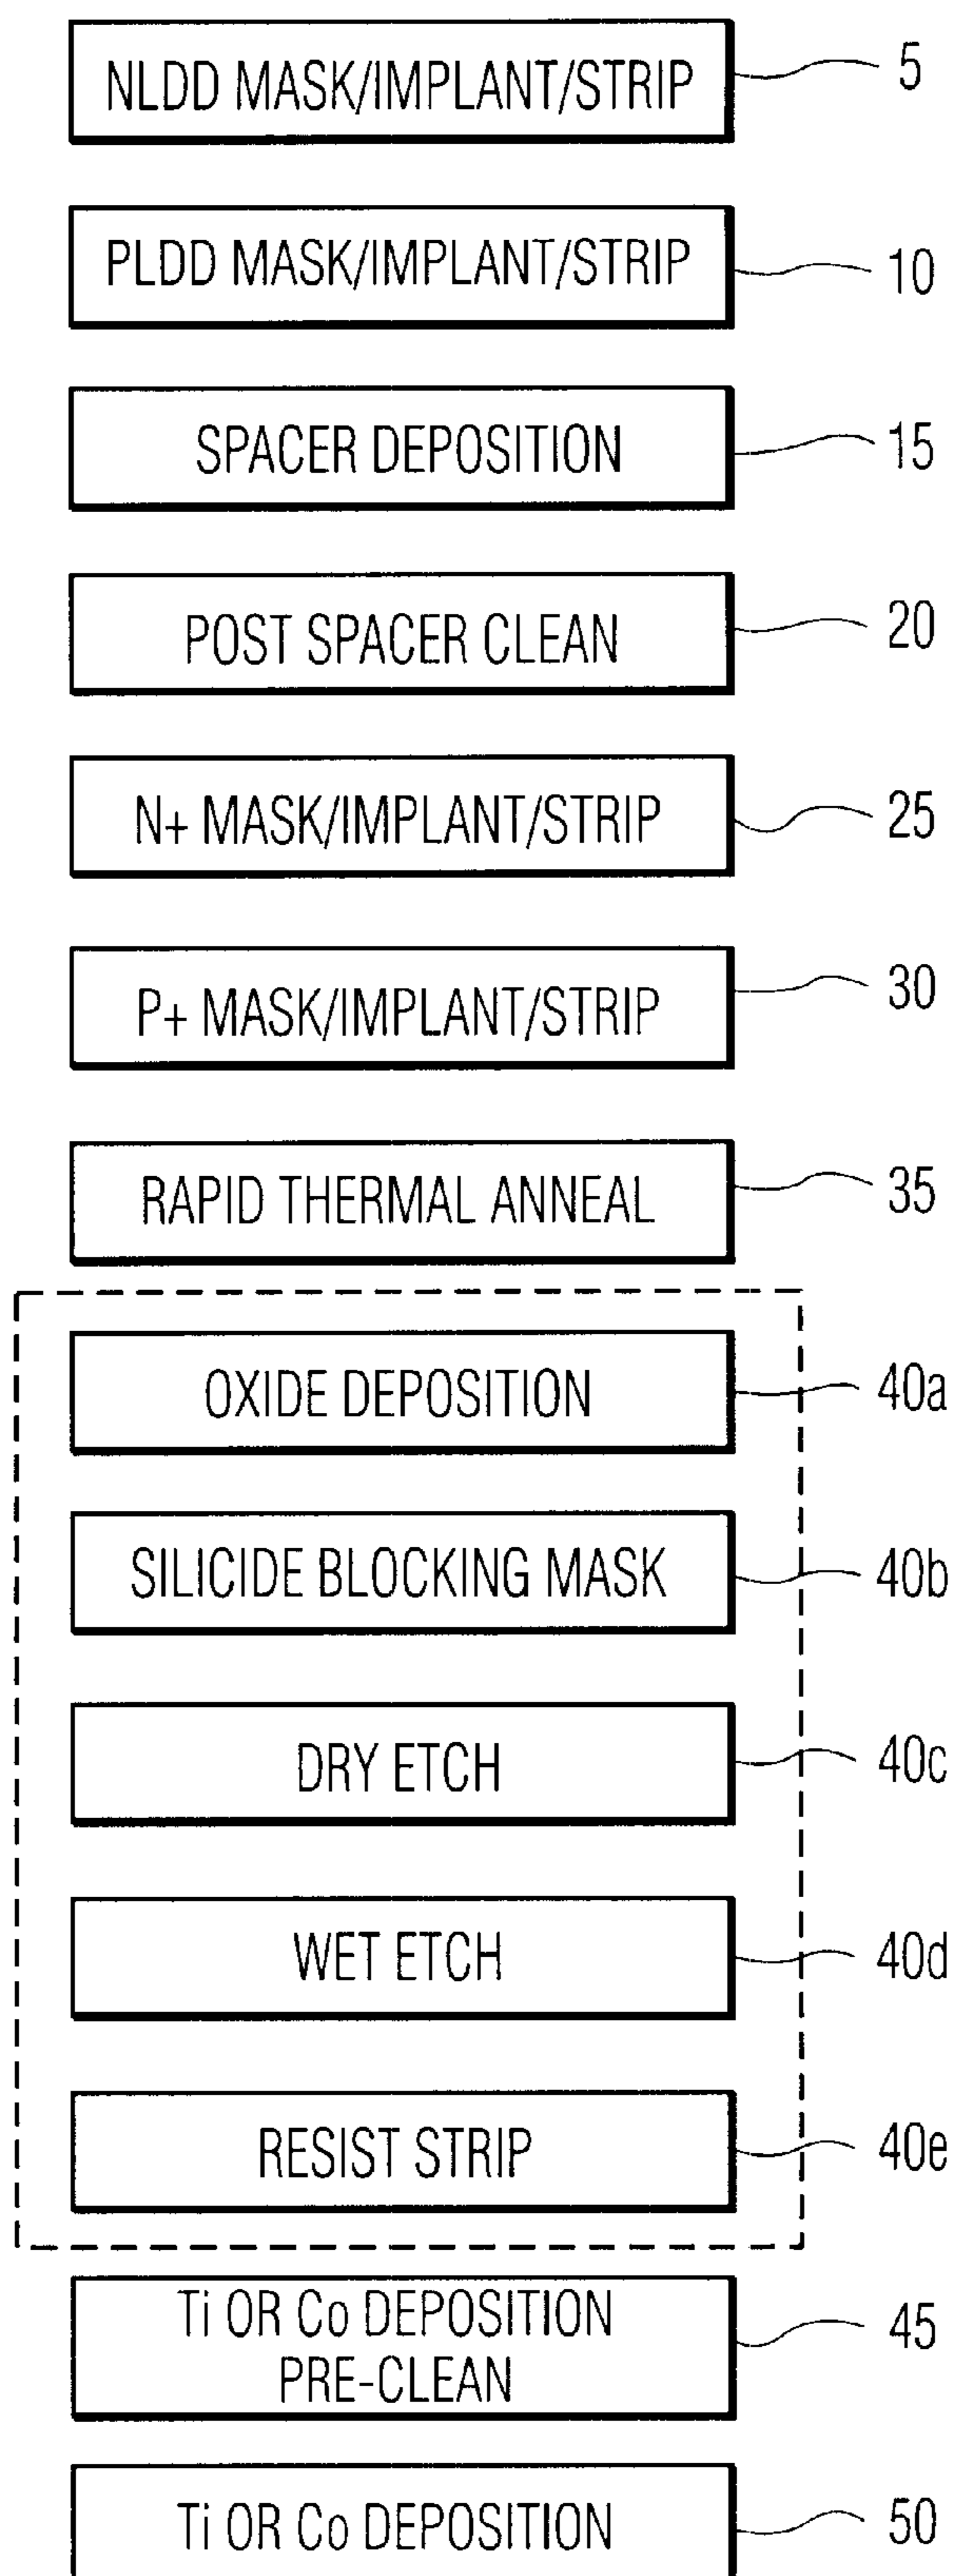 NLDD MASK/IMPLANT/STRIP 5
PLDD MASK/IMPLANT/STRIP 10
SPACER DEPOSITION 15
POST SPACER CLEAN 20
N+ MASK/IMPLANT/STRIP 25
P+ MASK/IMPLANT/STRIP 30
RAPID THERMAL ANNEAL 35
OXIDE DEPOSITION 40a
SILICIDE BLOCKING MASK 40b
DRY ETCH 40c
WET ETCH 40d
RESIST STRIP 40e
Ti OR Co DEPOSITION 45
PRE-CLEAN
Ti OR Co DEPOSITION 50